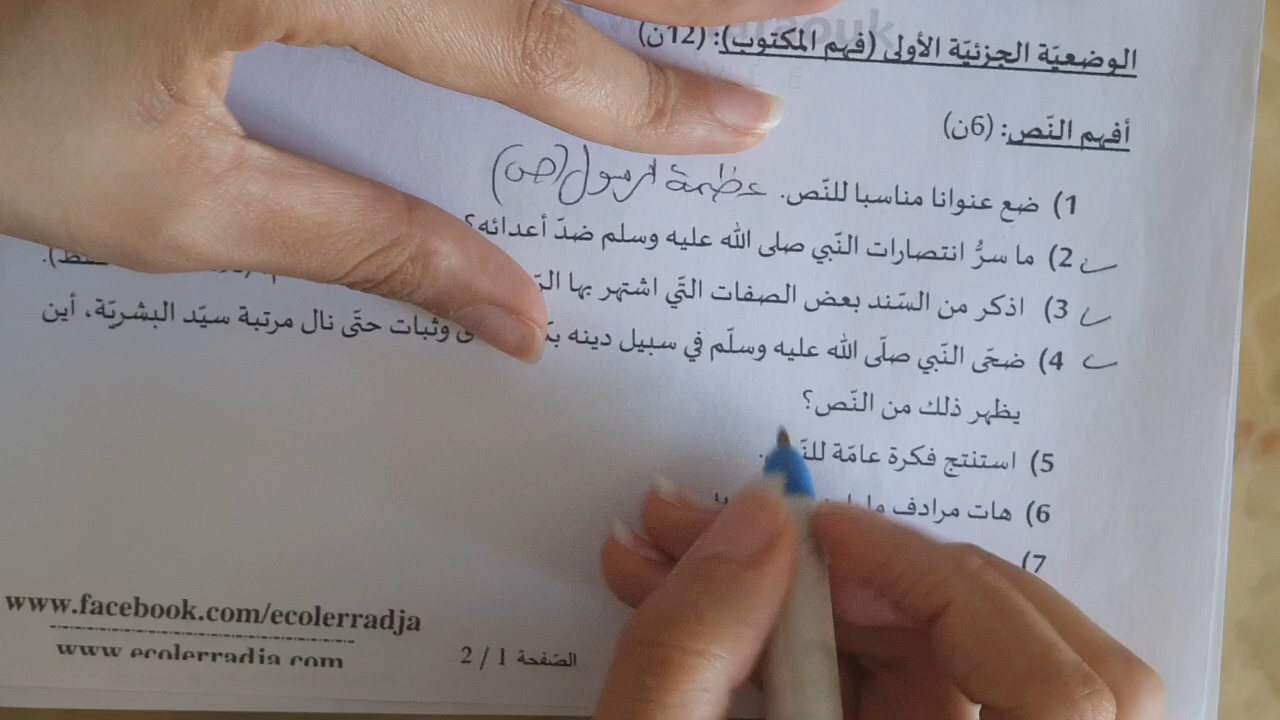 الوضعيّة الجزئيّة الأولى (فهم المكتوب): (12ن)
أفهم النّص: (6ن)
1) ضع عنوانا مناسبا للنّص. عظمة الرسول (ص)
2) ما سرُّ انتصارات النّبي صلى الله عليه وسلم ضدّ أعدائه؟
3) اذكر من السّند بعض الصفات التّي اشتهر بها
4) ضحّى النّبي صلّى الله عليه وسلّم في سبيل دينه وثبات حتّى نال مرتبة سيّد البشريّة، أين
يظهر ذلك من النّص؟
5) استنتج فكرة عامّة
6) هات مرادف
7)
www.facebook.com/ecolerradja
www.ecolerradja.com
الصّفحة 1 / 2